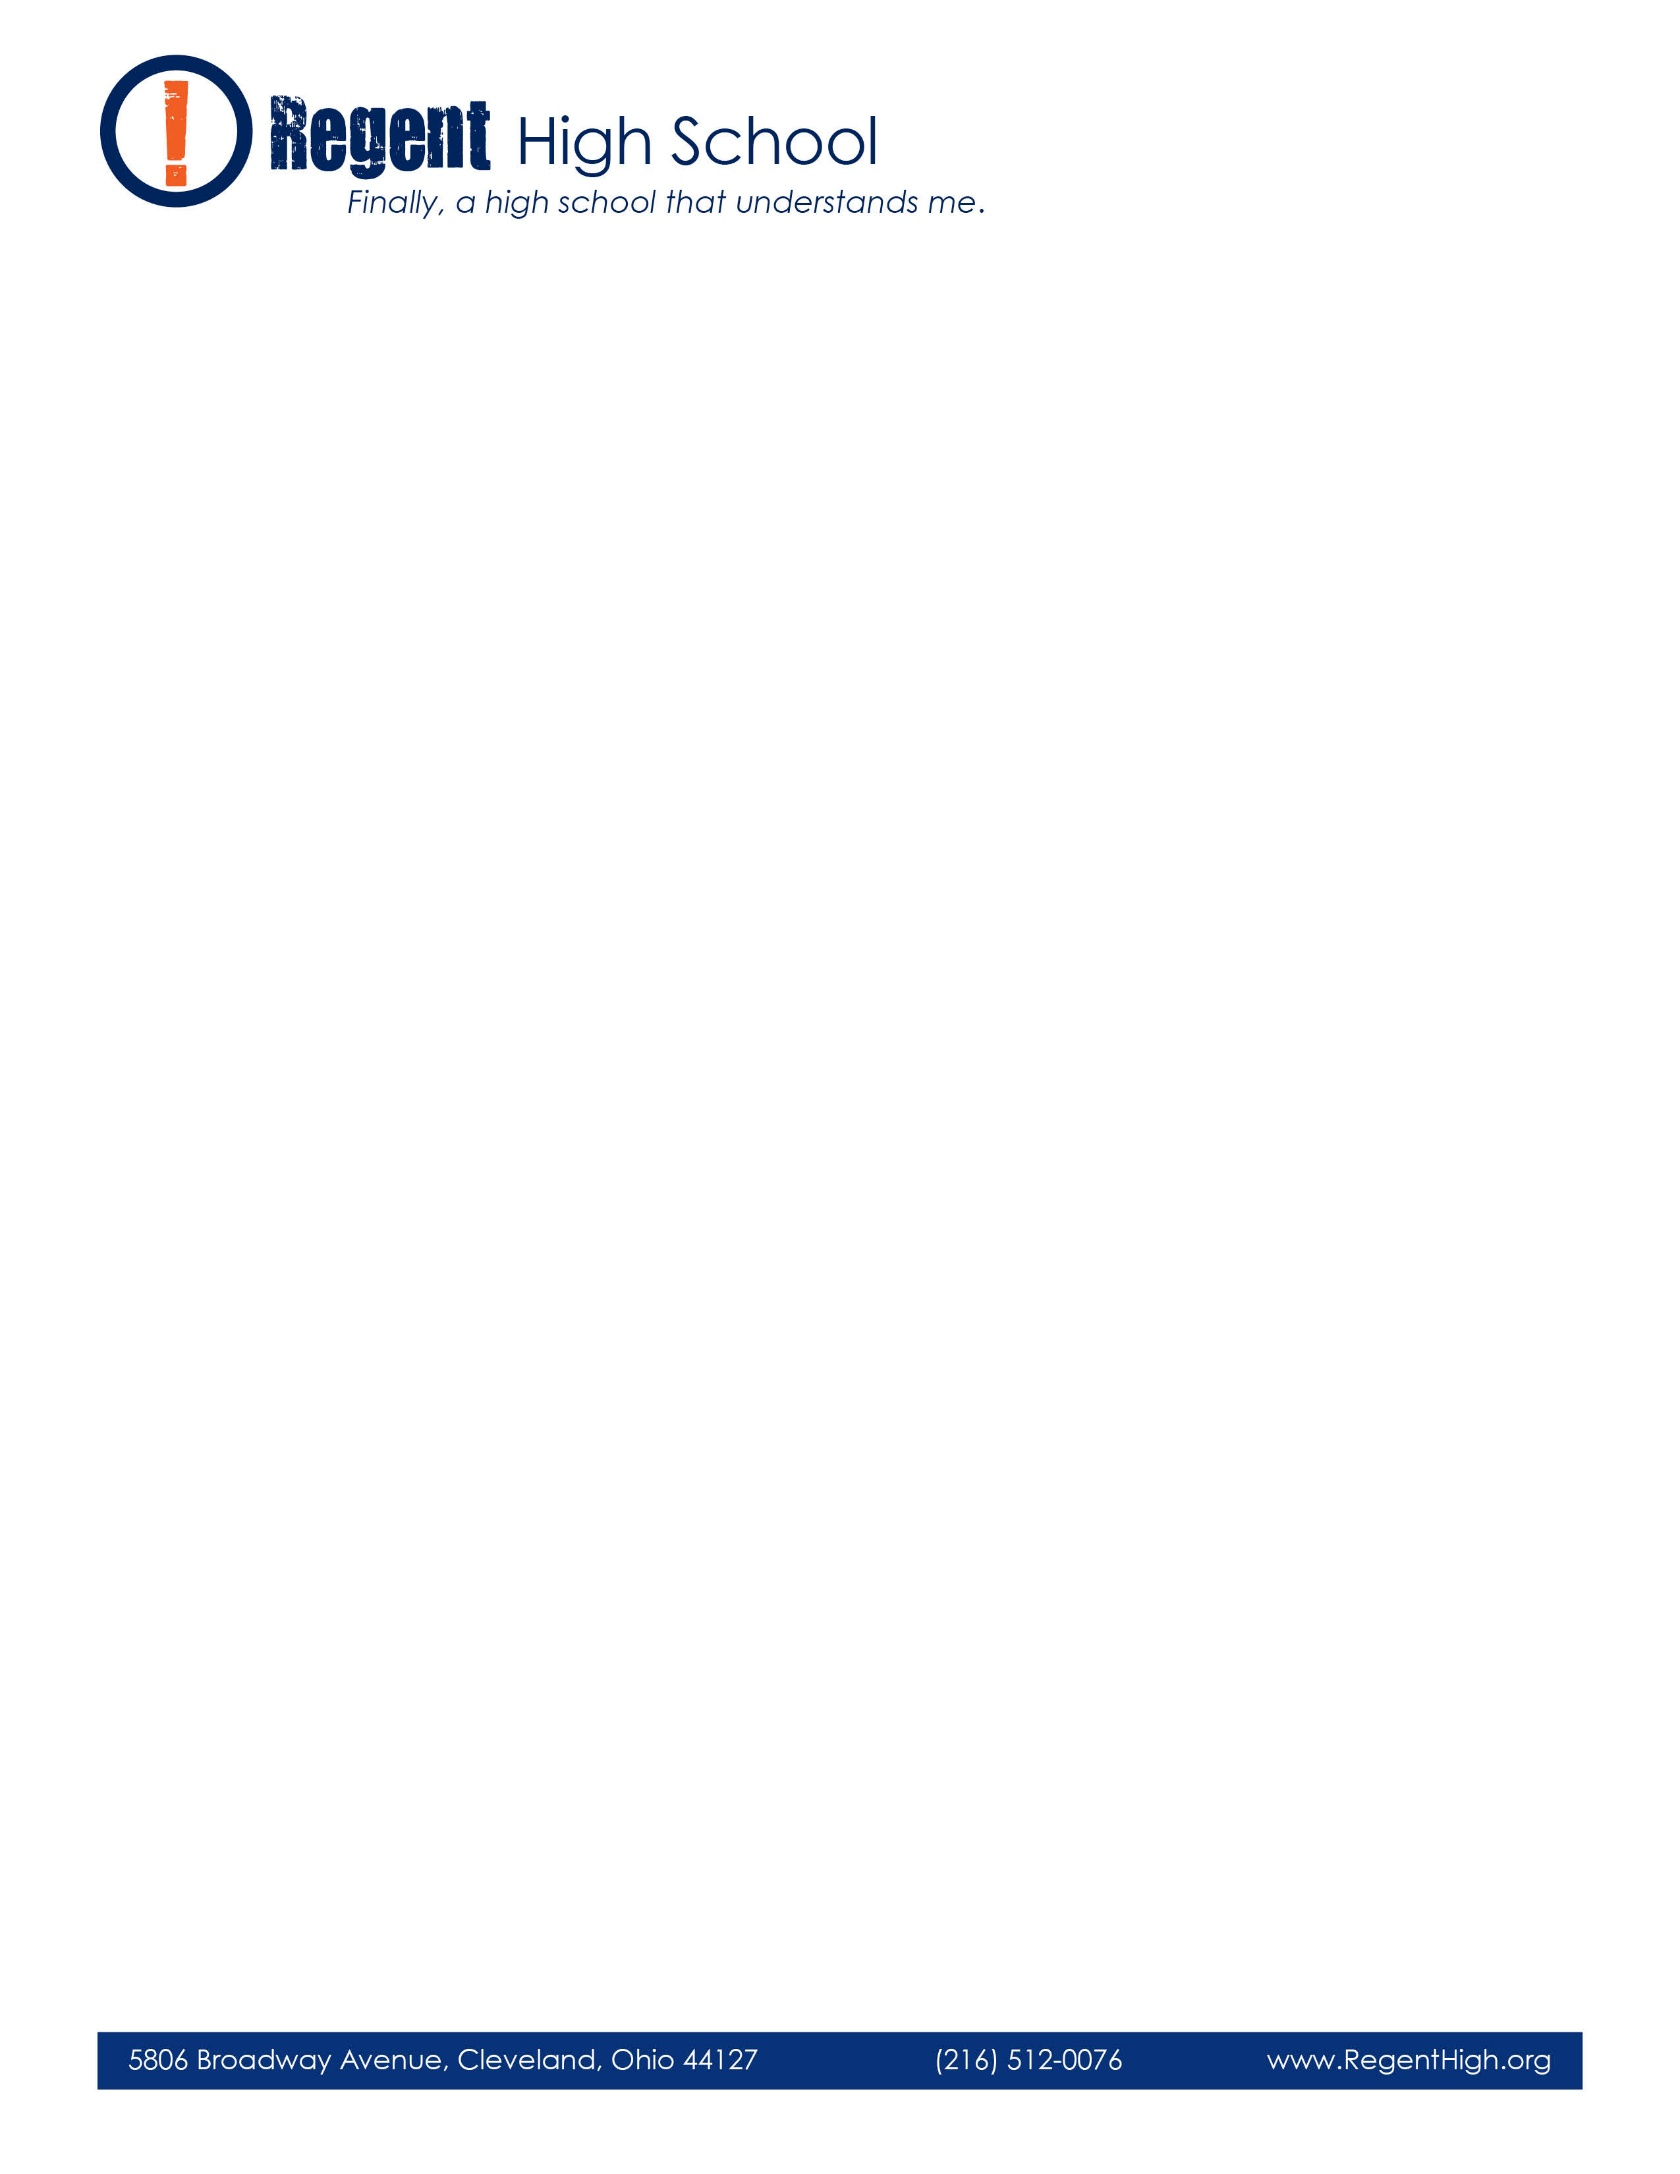 ! Regent High School
Finally, a high school that understands me.
5806 Broadway Avenue, Cleveland, Ohio 44127 (216) 512-0076 www.RegentHigh.org